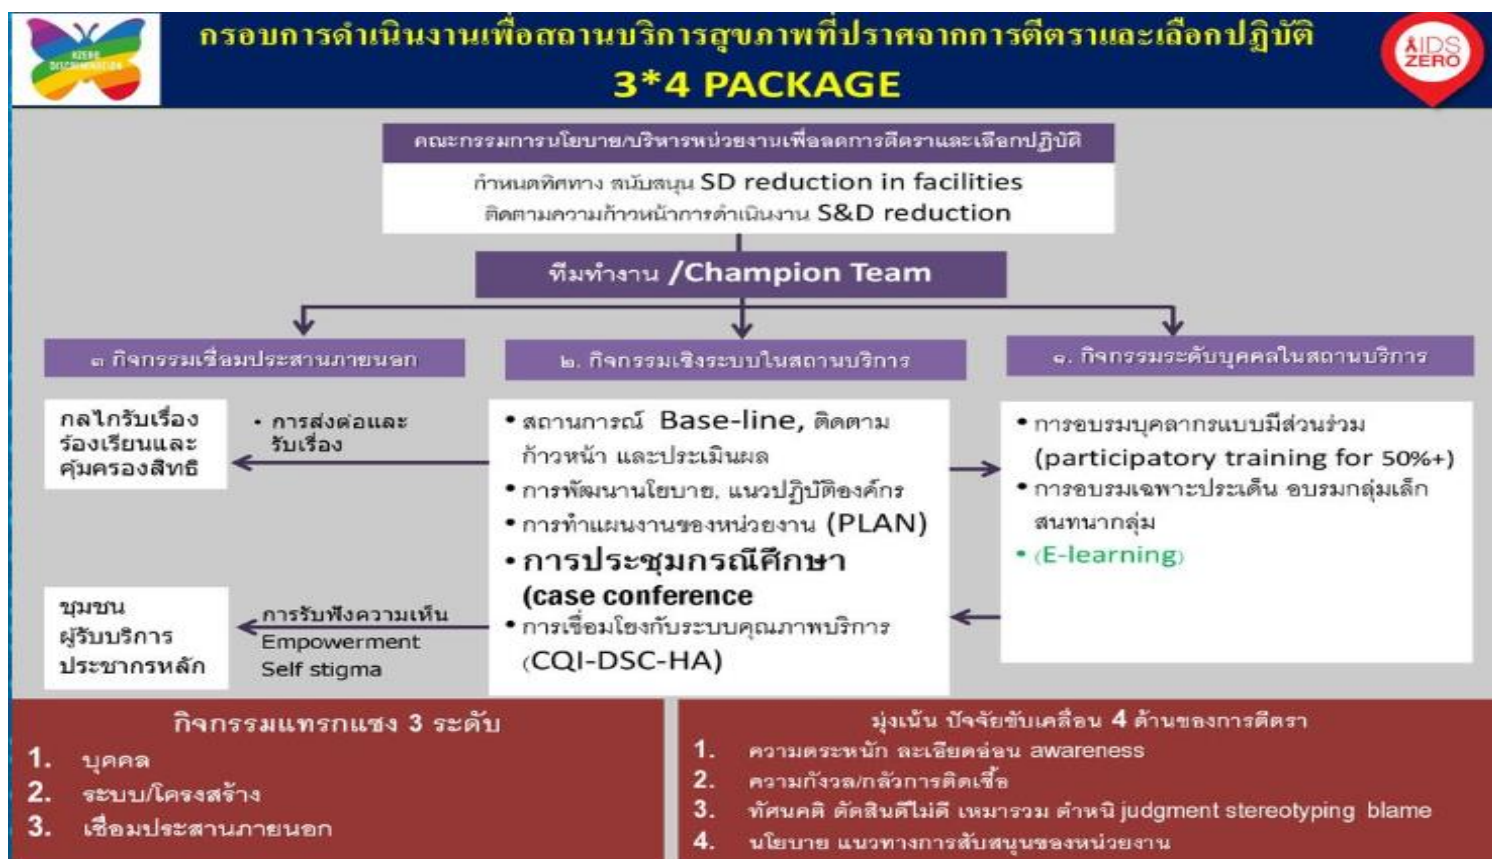 #ZERO
DISCRIMINATION
กรอบการดำเนินงานเพื่อสถานบริการสุขภาพที่ปราศจากการตีตราและเลือกปฏิบัติ
3*4 PACKAGE
AIDS
ZERO
คณะกรรมการนโยบาย/บริหารหน่วยงานเพื่อลดการตีตราและเลือกปฏิบัติ
กำหนดทิศทาง สนับสนุน SD reduction in facilities
ติดตามความก้าวหน้าการดำเนินงาน S&D reduction
ทีมทำงาน /Champion Team
๓ กิจกรรมเชื่อมประสานภายนอก
กลไกรับเรื่อง
ร้องเรียนและ
คุ้มครองสิทธิ
• การส่งต่อและ
รับเรื่อง
ชุมชน
ผู้รับบริการ
ประชากรหลัก
การรับฟังความเห็น
Empowerment
Self stigma
๒. กิจกรรมเชิงระบบในสถานบริการ
• สถานการณ์ Base-line, ติดตาม
ก้าวหน้า และประเมินผล
• การพัฒนานโยบาย, แนวปฏิบัติองค์กร
• การทำแผนงานของหน่วยงาน (PLAN)
• การประชุมกรณีศึกษา
(case conference
• การเชื่อมโยงกับระบบคุณภาพบริการ
(CQI-DSC-HA)
๑. กิจกรรมระดับบุคคลในสถานบริการ
• การอบรมบุคลากรแบบมีส่วนร่วม
(participatory training for 50%+)
• การอบรมเฉพาะประเด็น อบรมกลุ่มเล็ก
สนทนากลุ่ม
• (E-learning)
กิจกรรมแทรกแซง 3 ระดับ
1. บุคคล
2. ระบบ/โครงสร้าง
3. เชื่อมประสานภายนอก
มุ่งเน้น ปัจจัยขับเคลื่อน 4 ด้านของการตีตรา
1. ความตระหนัก ละเอียดอ่อน awareness
2. ความกังวล/กลัวการติดเชื้อ
3. ทัศนคติ ตัดสินดีไม่ดี เหมารวม ตำหนิ judgment stereotyping blame
4. นโยบาย แนวทางการสับสนุนของหน่วยงาน